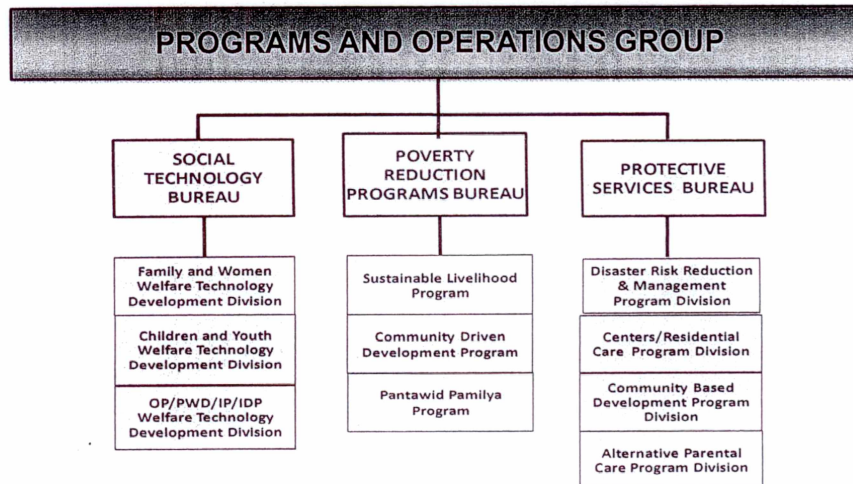 PROGRAMS AND OPERATIONS GROUP
SOCIAL
TECHNOLOGY
BUREAU
Family and Women
Welfare Technology
Development Division
Children and Youth
Welfare Technology
Development Division
OP/PWD/IP/IDP
Welfare Technology
Development Division
POVERTY
REDUCTION
PROGRAMS BUREAU
Sustainable Livelihood
Program
Community Driven
Development Program
Pantawid Pamilya
Program
PROTECTIVE
SERVICES BUREAU
Disaster Risk Reduction
& Management
Program Division
Centers/Residential
Care Program Division
Community Based
Development Program
Division
Alternative Parental
Care Program Division